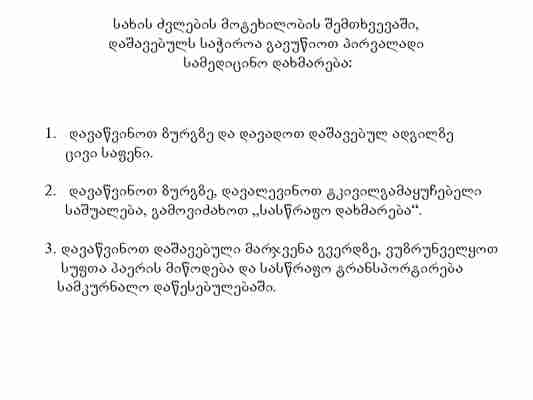 სახის ძვლების მოტეხილობის შემთხვევაში,
დაშავებულს საჭიროა გავუწიოთ პირვალადი
სამედიცინო დახმარება:
1. დავაწვინოთ ზურგზე და დავადოთ დაშავებულ ადგილზე
ცივი საფენი.
2. დავაწვინოთ ზურგზე, დავალევინოთ ტკივილგამაყუჩებელი
საშუალება, გამოვიძახოთ „სასწრაფო დახმარება“.
3. დავაწვინოთ დაშავებული მარჯვენა გვერდზე, ვუზრუნველყოთ
სუფთა ჰაერის მიწოდება და სასწრაფო ტრანსპორტირება
სამკურნალო დაწესებულებაში.